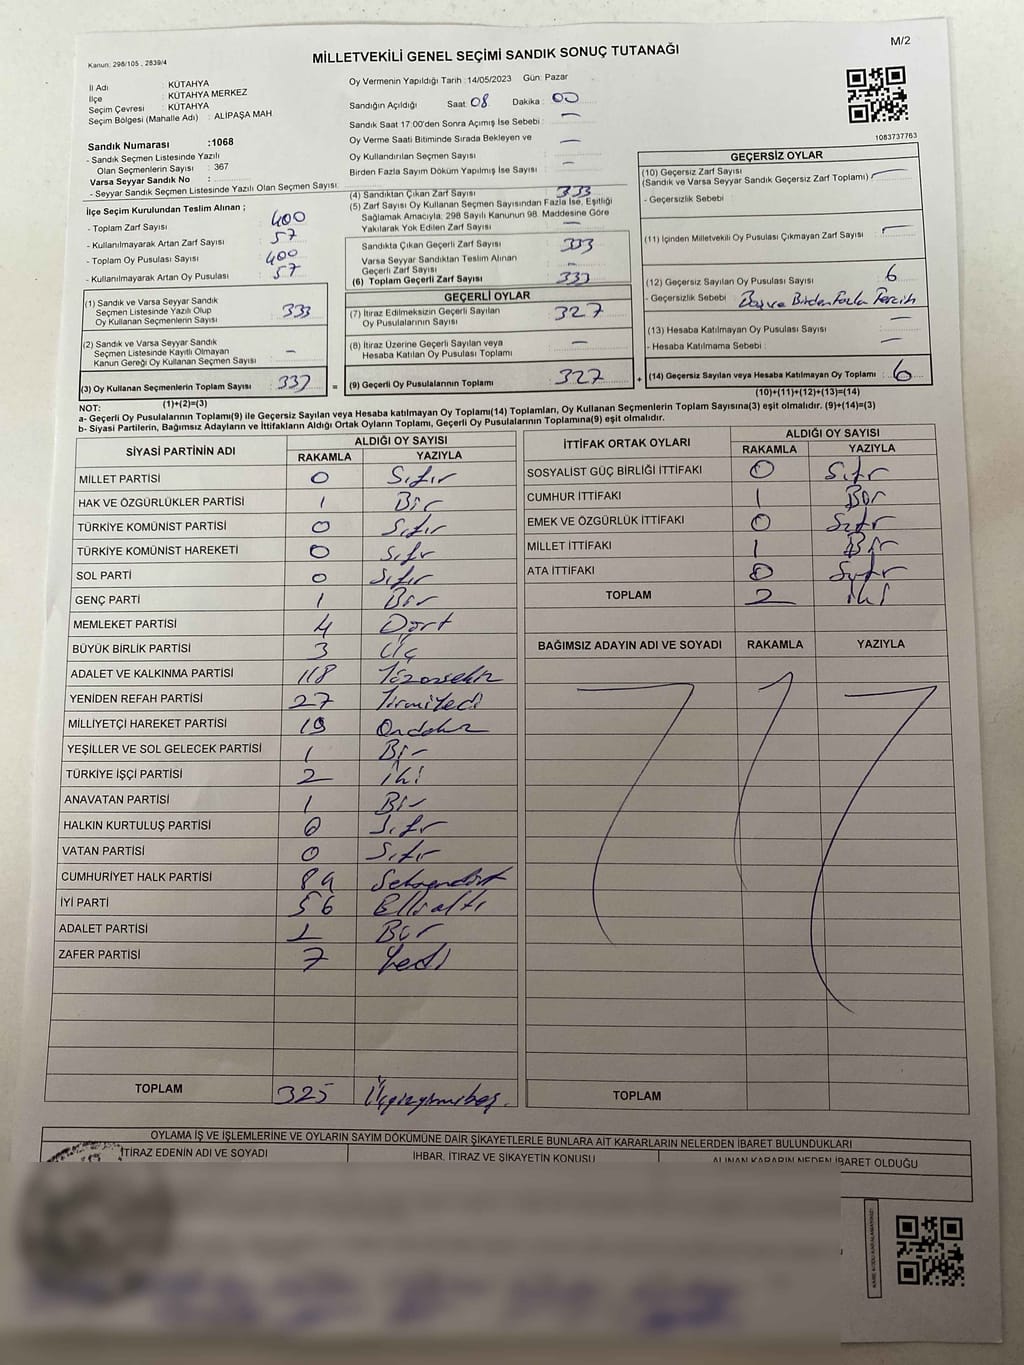 M/2
Kanun: 298/105 , 2839/4
MİLLETVEKİLİ GENEL SEÇİMİ SANDIK SONUÇ TUTANAĞI
İl Adı : KÜTAHYA
İlçe : KÜTAHYA MERKEZ
Seçim Çevresi : KÜTAHYA
Seçim Bölgesi (Mahalle Adı) : ALİPAŞA MAH
Sandık Numarası :1068
- Sandık Seçmen Listesinde Yazılı
Olan Seçmenlerin Sayısı : 367
Varsa Seyyar Sandık No :
- Seyyar Sandık Seçmen Listesinde Yazılı Olan Seçmen Sayısı:
İlçe Seçim Kurulundan Teslim Alınan ;
- Toplam Zarf Sayısı : 400
- Kullanılmayarak Artan Zarf Sayısı : 57
- Toplam Oy Pusulası Sayısı : 400
- Kullanılmayarak Artan Oy Pusulası : 57
(1) Sandık ve Varsa Seyyar Sandık
Seçmen Listesinde Yazılı Olup
Oy Kullanan Seçmenlerin Sayısı : 333
(2) Sandık ve Varsa Seyyar Sandık
Seçmen Listesinde Kayıtlı Olmayan
Kanun Gereği Oy Kullanan Seçmen Sayısı : –
(3) Oy Kullanan Seçmenlerin Toplam Sayısı : 333
(1)+(2)=(3)
Oy Vermenin Yapıldığı Tarih : 14/05/2023 Gün: Pazar
Sandığın Açıldığı Saat: 08 Dakika : 00
Sandık Saat 17.00'den Sonra Açımış İse Sebebi : –
Oy Verme Saati Bitiminde Sırada Bekleyen ve
Oy Kullandırılan Seçmen Sayısı : –
Birden Fazla Sayım Döküm Yapılmış İse Sayısı : –
(4) Sandıktan Çıkan Zarf Sayısı : 333
(5) Zarf Sayısı Oy Kullanan Seçmen Sayısından Fazla İse, Eşitliği
Sağlamak Amacıyla, 298 Sayılı Kanunun 98. Maddesine Göre
Yakılarak Yok Edilen Zarf Sayısı : –
Sandıkta Çıkan Geçerli Zarf Sayısı : 333
Varsa Seyyar Sandıktan Teslim Alınan
Geçerli Zarf Sayısı : –
(6) Toplam Geçerli Zarf Sayısı : 333
GEÇERLİ OYLAR
(7) İtiraz Edilmeksizin Geçerli Sayılan
Oy Pusulalarının Sayısı : 327
(8) İtiraz Üzerine Geçerli Sayılan veya
Hesaba Katılan Oy Pusulası Toplamı : –
= (9) Geçerli Oy Pusulalarının Toplamı : 327 +
1083737763
GEÇERSİZ OYLAR
(10) Geçersiz Zarf Sayısı
(Sandık ve Varsa Seyyar Sandık Geçersiz Zarf Toplamı) : –
- Geçersizlik Sebebi :
(11) İçinden Milletvekili Oy Pusulası Çıkmayan Zarf Sayısı : –
(12) Geçersiz Sayılan Oy Pusulası Sayısı : 6
- Geçersizlik Sebebi : Boş ve Birden Fazla Tercih
(13) Hesaba Katılmayan Oy Pusulası Sayısı : –
- Hesaba Katılmama Sebebi : –
(14) Geçersiz Sayılan veya Hesaba Katılmayan Oy Toplamı : 6
(10)+(11)+(12)+(13)=(14)
NOT:
a- Geçerli Oy Pusulalarının Toplamı(9) ile Geçersiz Sayılan veya Hesaba katılmayan Oy Toplamı(14) Toplamları, Oy Kullanan Seçmenlerin Toplam Sayısına(3) eşit olmalıdır. (9)+(14)=(3)
b- Siyasi Partilerin, Bağımsız Adayların ve İttifakların Aldığı Ortak Oyların Toplamı, Geçerli Oy Pusulalarının Toplamına(9) eşit olmalıdır.
SİYASİ PARTİNİN ADI ALDIĞI OY SAYISI
RAKAMLA YAZIYLA
MİLLET PARTİSİ 0 Sıfır
HAK VE ÖZGÜRLÜKLER PARTİSİ 1 Bir
TÜRKİYE KOMÜNİST PARTİSİ 0 Sıfır
TÜRKİYE KOMÜNİST HAREKETİ 0 Sıfır
SOL PARTİ 0 Sıfır
GENÇ PARTİ 1 Bir
MEMLEKET PARTİSİ 4 Dört
BÜYÜK BİRLİK PARTİSİ 3 Üç
ADALET VE KALKINMA PARTİSİ 118 Yüzonsekiz
YENİDEN REFAH PARTİSİ 27 Yirmiyedi
MİLLİYETÇİ HAREKET PARTİSİ 19 Ondokuz
YEŞİLLER VE SOL GELECEK PARTİSİ 1 Bir
TÜRKİYE İŞÇİ PARTİSİ 2 İki
ANAVATAN PARTİSİ 1 Bir
HALKIN KURTULUŞ PARTİSİ 0 Sıfır
VATAN PARTİSİ 0 Sıfır
CUMHURİYET HALK PARTİSİ 84 Seksendört
İYİ PARTİ 56 Ellialtı
ADALET PARTİSİ 1 Bir
ZAFER PARTİSİ 7 Yedi
TOPLAM 325 Üçyüzyirmibeş
İTTİFAK ORTAK OYLARI ALDIĞI OY SAYISI
RAKAMLA YAZIYLA
SOSYALİST GÜÇ BİRLİĞİ İTTİFAKI 0 Sıfır
CUMHUR İTTİFAKI 1 Bir
EMEK VE ÖZGÜRLÜK İTTİFAKI 0 Sıfır
MİLLET İTTİFAKI 1 Bir
ATA İTTİFAKI 0 Sıfır
TOPLAM 2 İki
BAĞIMSIZ ADAYIN ADI VE SOYADI RAKAMLA YAZIYLA
TOPLAM
OYLAMA İŞ VE İŞLEMLERİNE VE OYLARIN SAYIM DÖKÜMÜNE DAİR ŞİKAYETLERLE BUNLARA AİT KARARLARIN NELERDEN İBARET BULUNDUKLARI
İTİRAZ EDENİN ADI VE SOYADI İHBAR, İTİRAZ VE ŞİKAYETİN KONUSU ALINAN KARARIN NEDEN İBARET OLDUĞU
KARE KODU KARALAMAYINIZ!